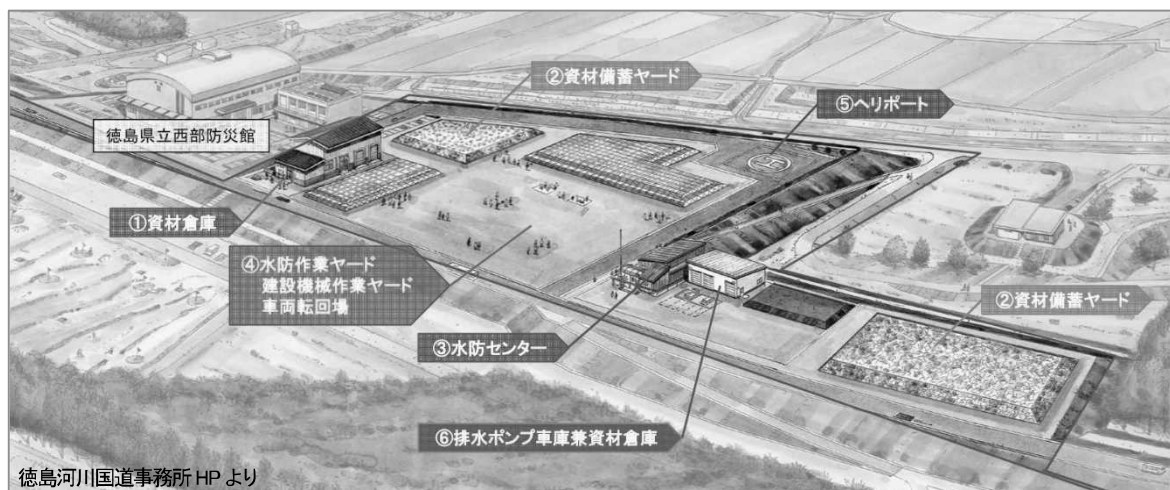 ②資材備蓄ヤード
⑤ヘリポート
徳島県立西部防災館
①資材倉庫
④水防作業ヤード
建設機械作業ヤード
車両転回場
②資材備蓄ヤード
③水防センター
⑥排水ポンプ車庫兼資材倉庫
徳島河川国道事務所 HP より